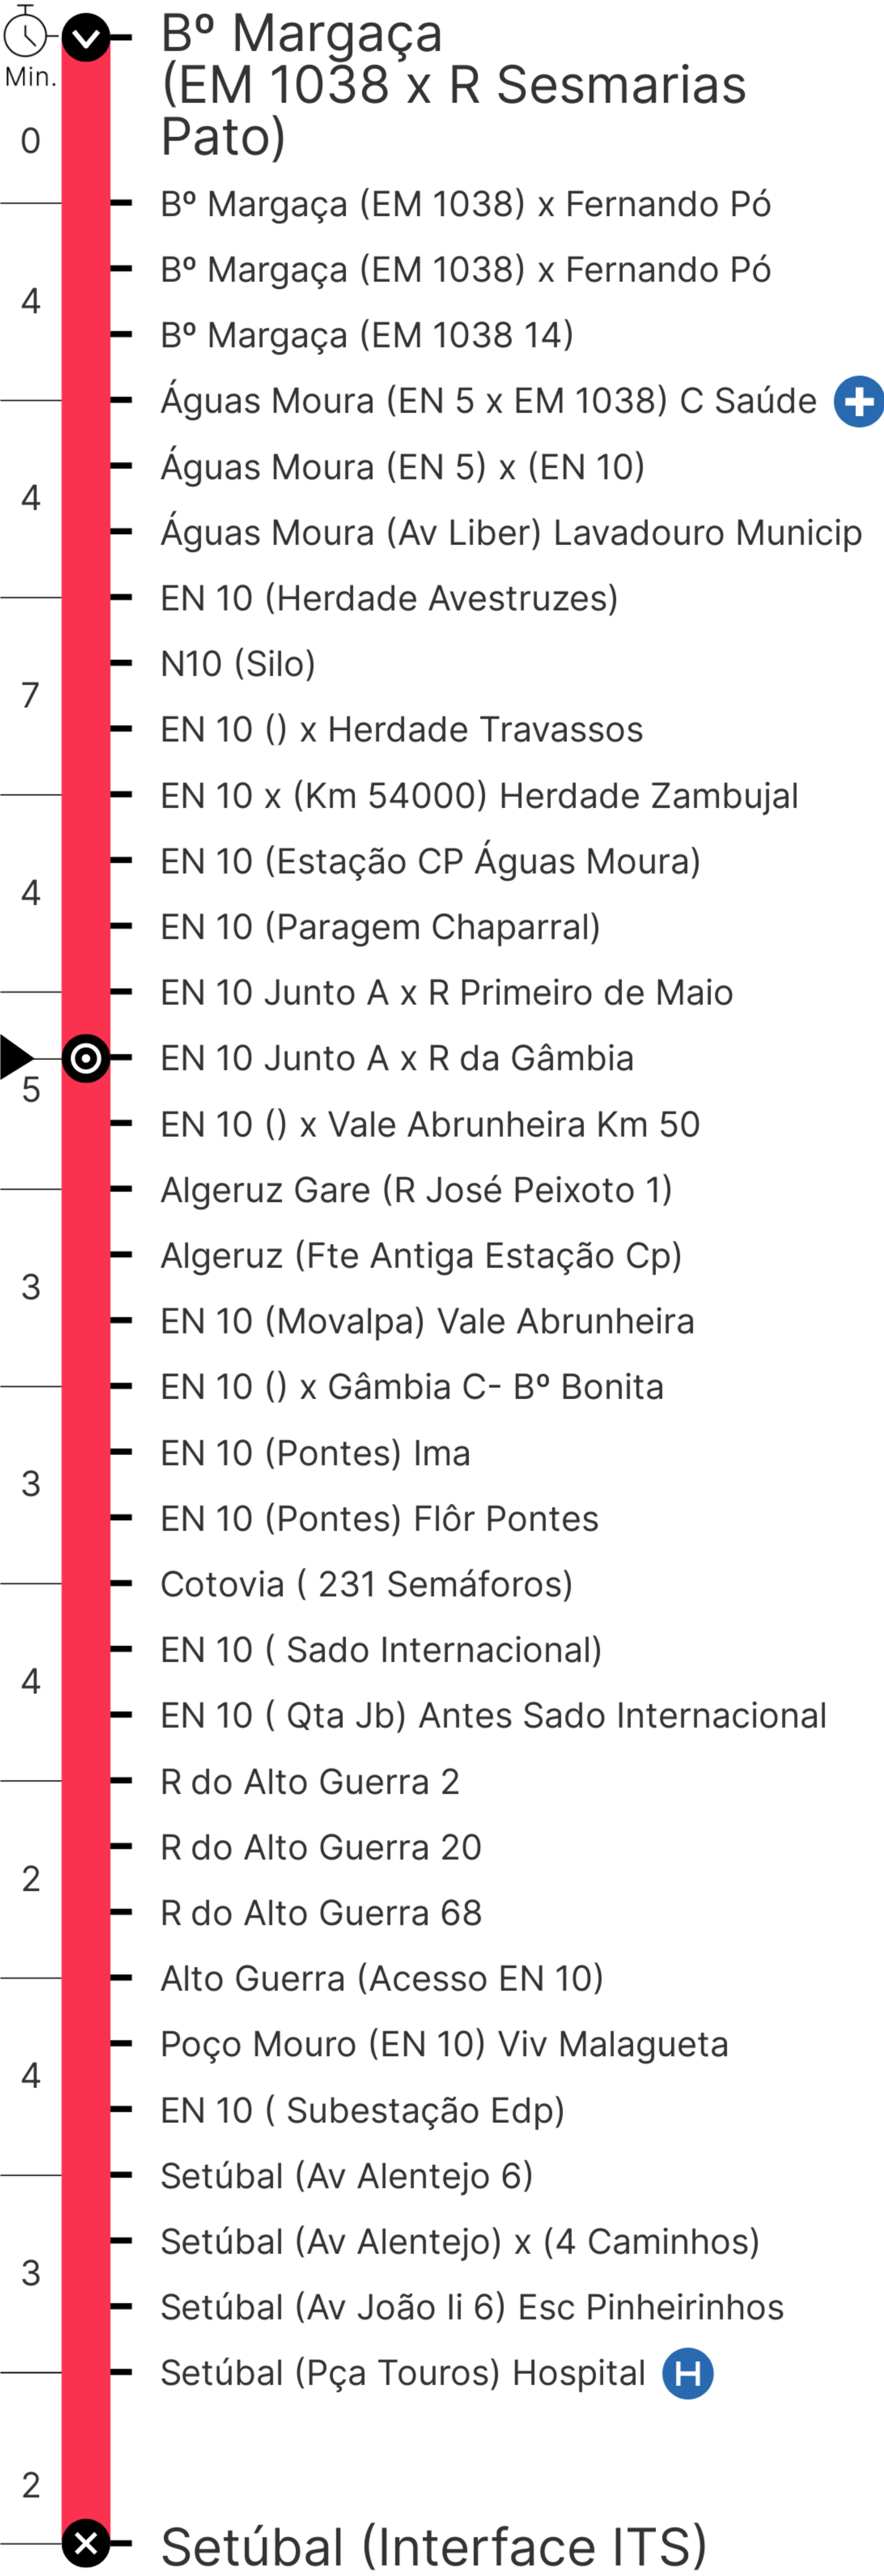 Min.
Bº Margaça
(EM 1038 x R Sesmarias
Pato)
0
Bº Margaça (EM 1038) x Fernando Pó
Bº Margaça (EM 1038) x Fernando Pó
4
Bº Margaça (EM 1038 14)
Águas Moura (EN 5 x EM 1038) C Saúde
Águas Moura (EN 5) x (EN 10)
4
Águas Moura (Av Liber) Lavadouro Municip
EN 10 (Herdade Avestruzes)
N10 (Silo)
7
EN 10 () x Herdade Travassos
EN 10 x (Km 54000) Herdade Zambujal
EN 10 (Estação CP Águas Moura)
4
EN 10 (Paragem Chaparral)
EN 10 Junto A x R Primeiro de Maio
EN 10 Junto A x R da Gâmbia
5
EN 10 () x Vale Abrunheira Km 50
Algeruz Gare (R José Peixoto 1)
Algeruz (Fte Antiga Estação Cp)
3
EN 10 (Movalpa) Vale Abrunheira
EN 10 () x Gâmbia C- Bº Bonita
EN 10 (Pontes) Ima
3
EN 10 (Pontes) Flôr Pontes
Cotovia ( 231 Semáforos)
EN 10 ( Sado Internacional)
4
EN 10 ( Qta Jb) Antes Sado Internacional
R do Alto Guerra 2
R do Alto Guerra 20
2
R do Alto Guerra 68
Alto Guerra (Acesso EN 10)
Poço Mouro (EN 10) Viv Malagueta
4
EN 10 ( Subestação Edp)
Setúbal (Av Alentejo 6)
Setúbal (Av Alentejo) x (4 Caminhos)
3
Setúbal (Av João Ii 6) Esc Pinheirinhos
Setúbal (Pça Touros) Hospital H
2
Setúbal (Interface ITS)